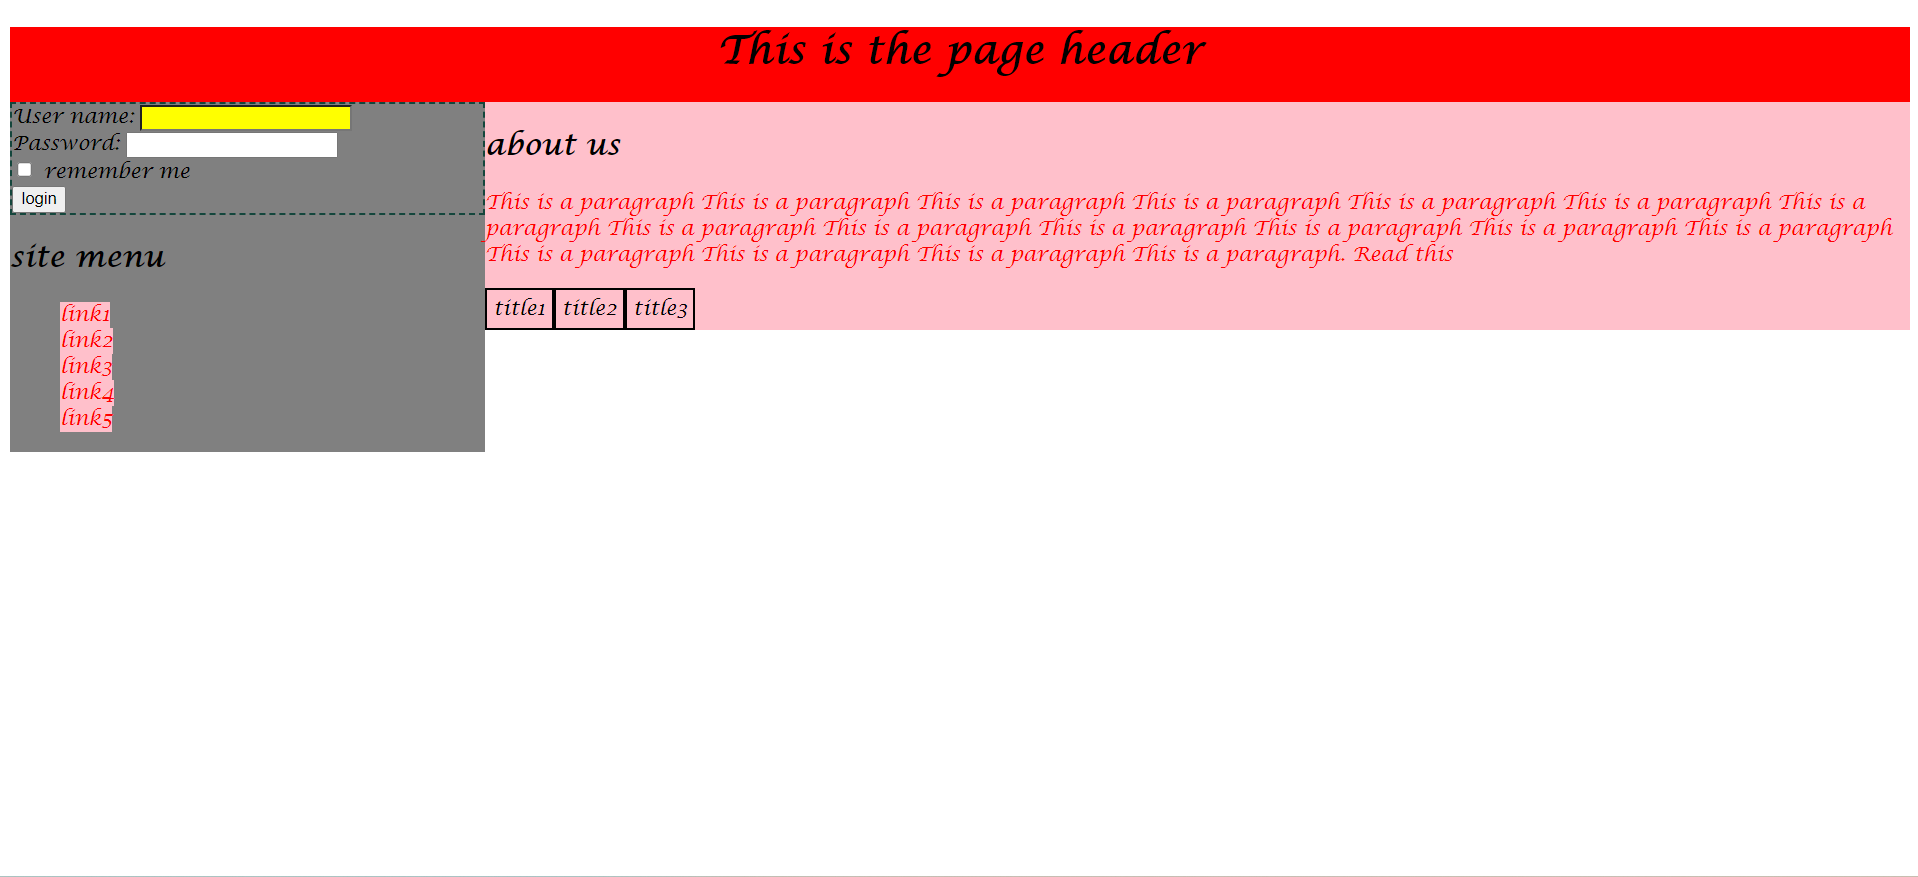 This is the page header
User name:
Password:
remember me
login
site menu
link1
link2
link3
link4
link5
about us
This is a paragraph This is a paragraph This is a paragraph This is a paragraph This is a paragraph This is a paragraph This is a
paragraph This is a paragraph This is a paragraph This is a paragraph This is a paragraph This is a paragraph This is a paragraph
This is a paragraph This is a paragraph This is a paragraph This is a paragraph. Read this
title1 title2 title3